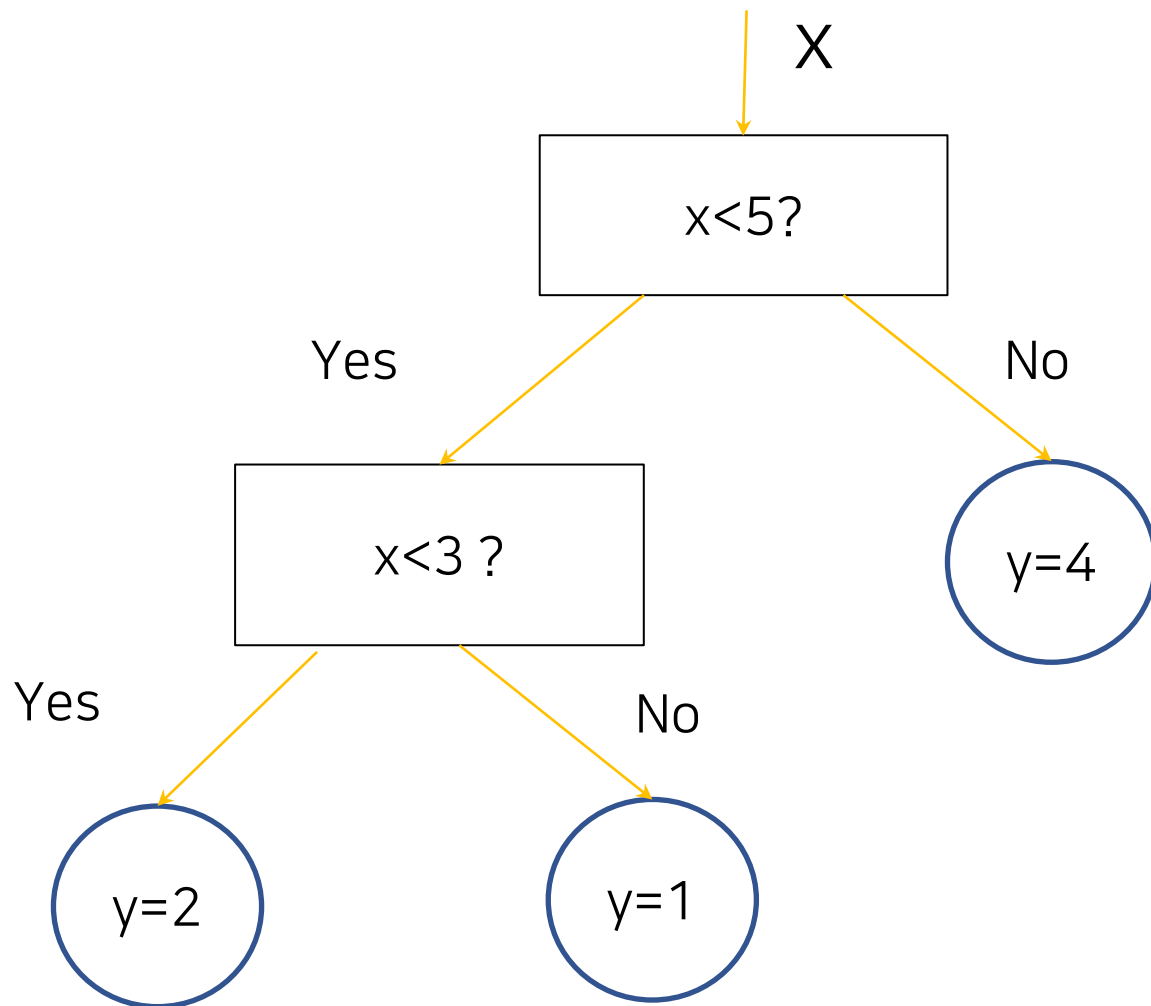 X
x<5?
Yes
No
x<3 ?
y=4
Yes
No
y=2
y=1